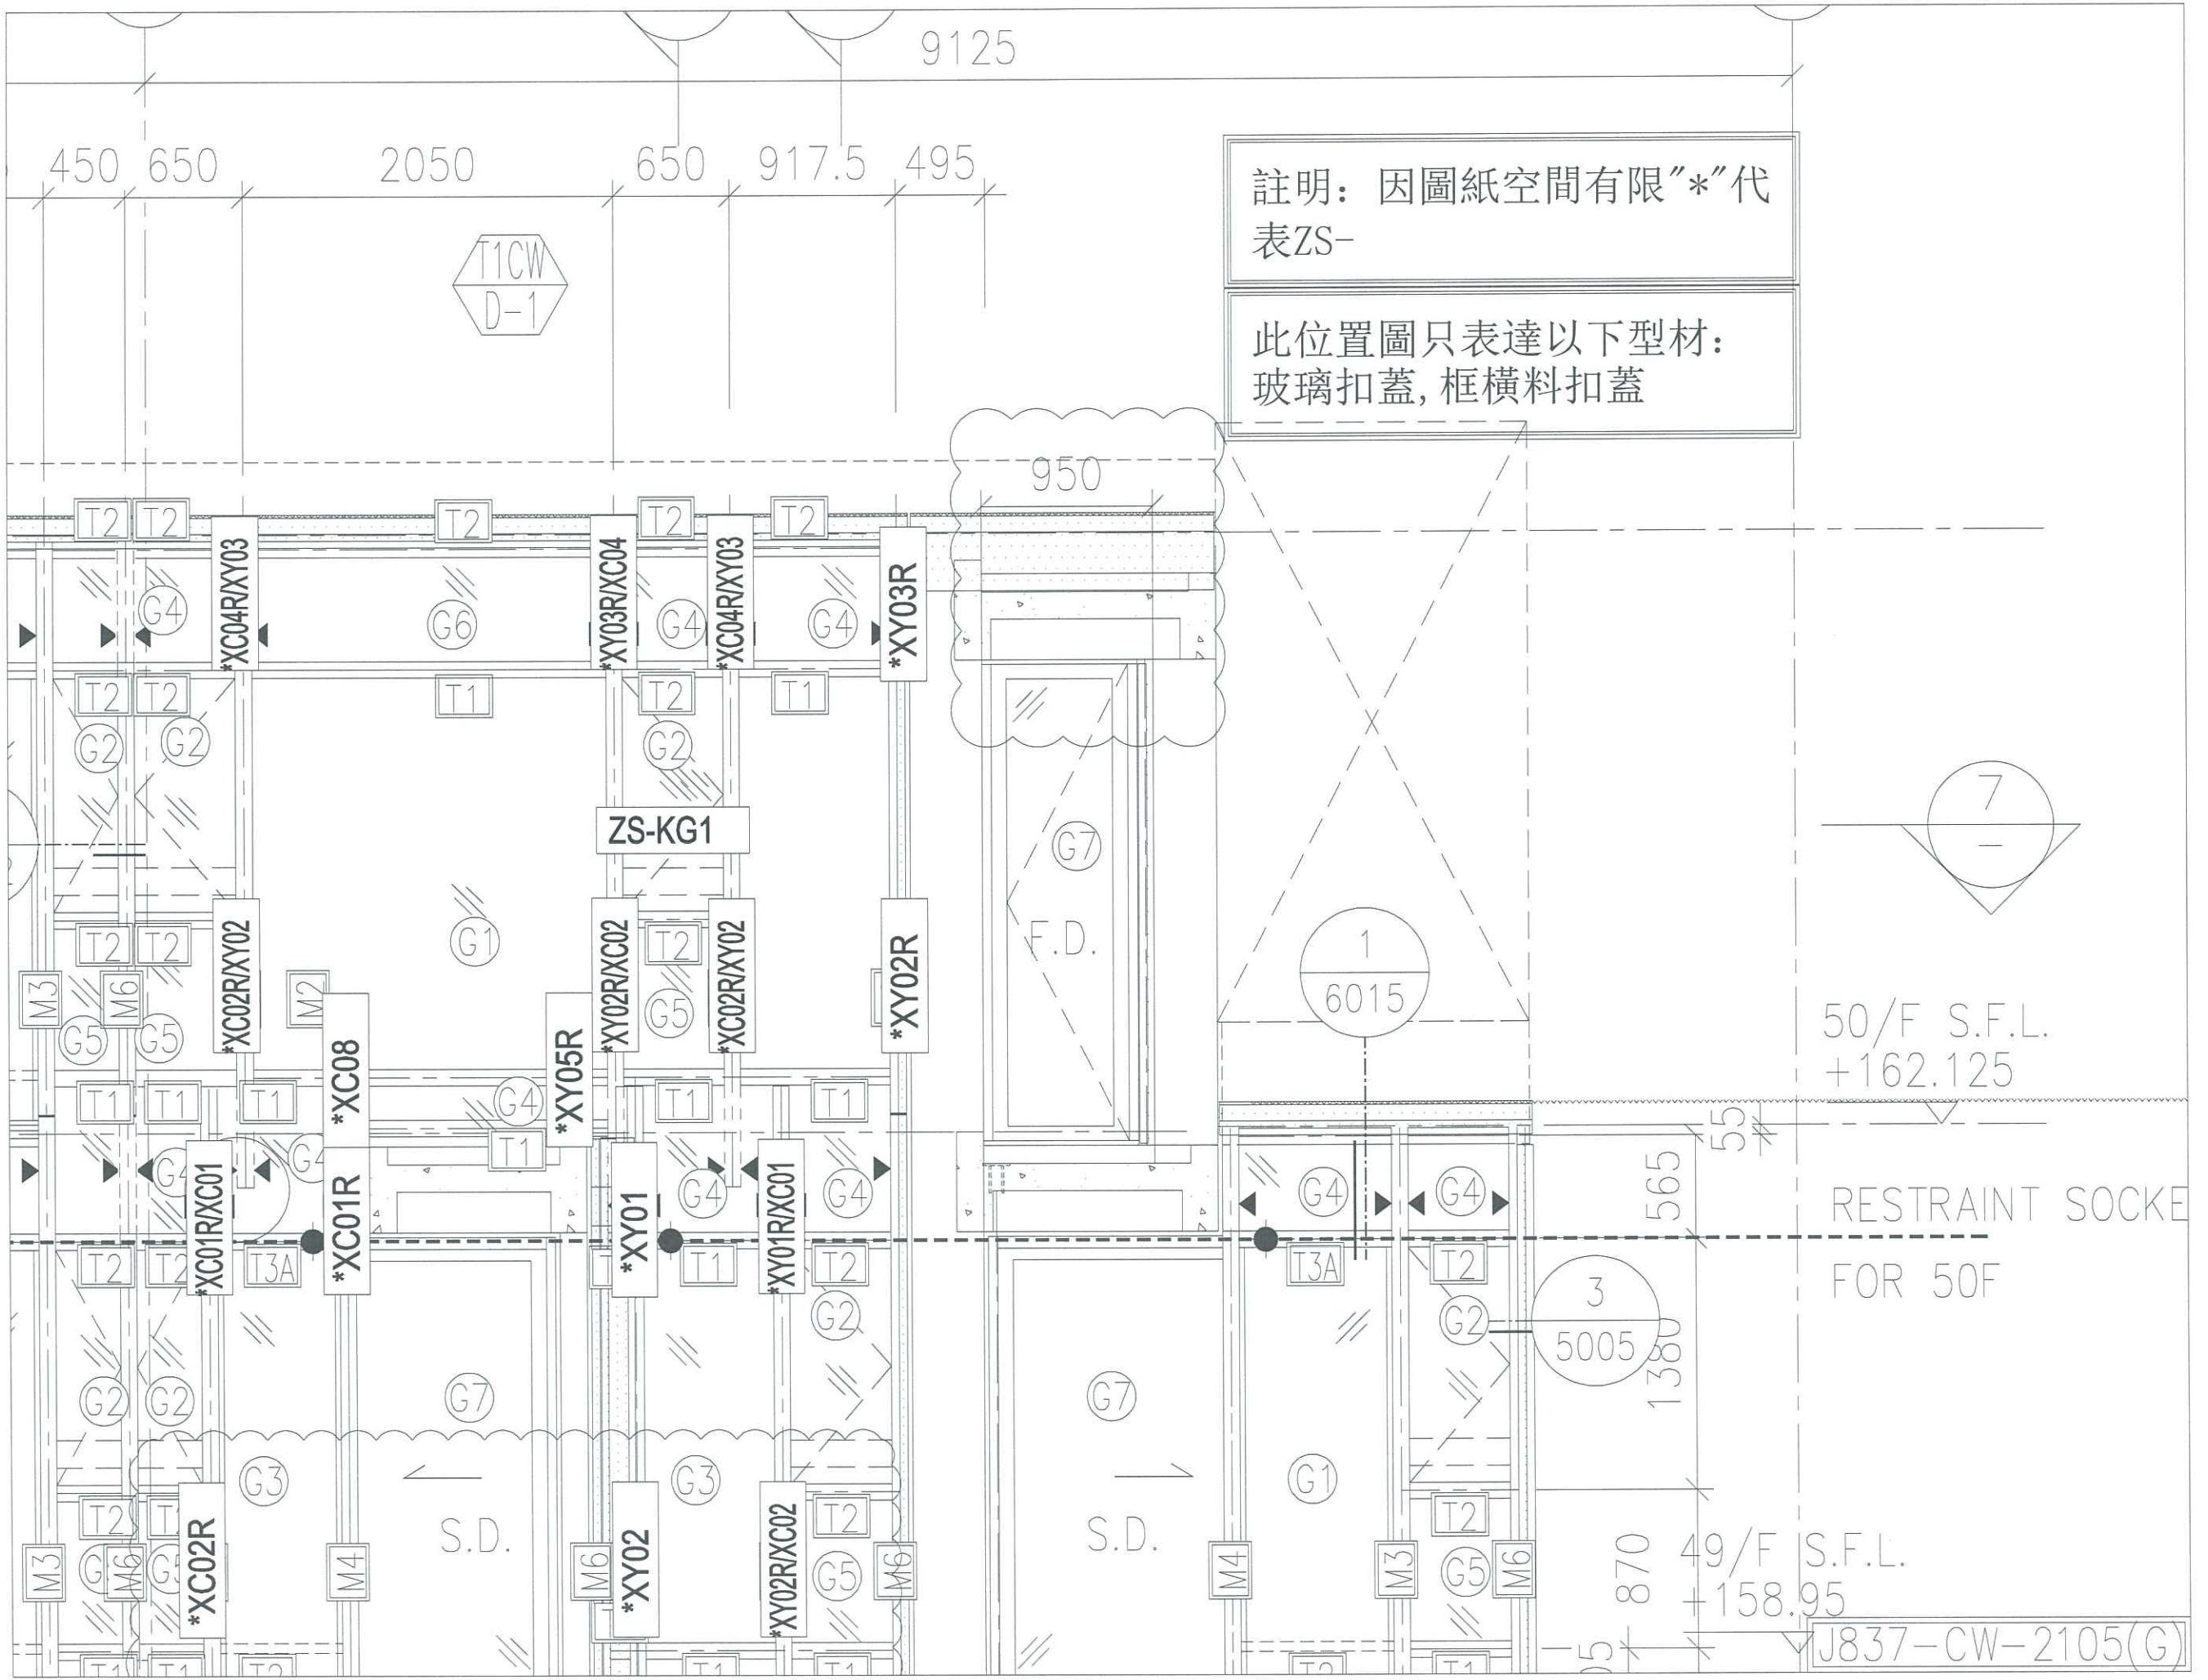 9125
450 650 2050 650 917.5 495
註明：因圖紙空間有限"*"代
表ZS-
T1CW
D-1
此位置圖只表達以下型材：
玻璃扣蓋,框橫料扣蓋
950
T2 T2 T2 T2 T2
*XC04R/XY03
*XY03R/XC04
*XC04R/XY03
*XY03R
G4 G6 G4 G4
T2 T2 T1 T2 T1
G2 G2 G2
7
-
ZS-KG1
G7
G1
F.D.
T2 T2 T2
*XC02R/XY02
*XY02R/XC02
*XC02R/XY02
*XY02R
1
6015
M3 M6 M2
G5 G5 G5
50/F S.F.L.
+162.125
*XC08
*XY05R
T1 T1 T1 G4 T1 T1
T1
55
565
G4 G4 G4 G4
RESTRAINT SOCKE
*XC01R/XC01
*XC01R
*XY01
*XY01R/XC01
T2 T3A T1 T2 T3A T2
FOR 50F
G2 G2
3
5005
1380
G2 G2 G7 G7
G3 G3 G1
T2 T2 T2
S.D. S.D.
*XC02R
*XY02
*XY02R/XC02
M3 M6 M4 M6 G5 M6 M4 M3 G5 M6
870
49/F S.F.L.
+158.95
J837-CW-2105(G)